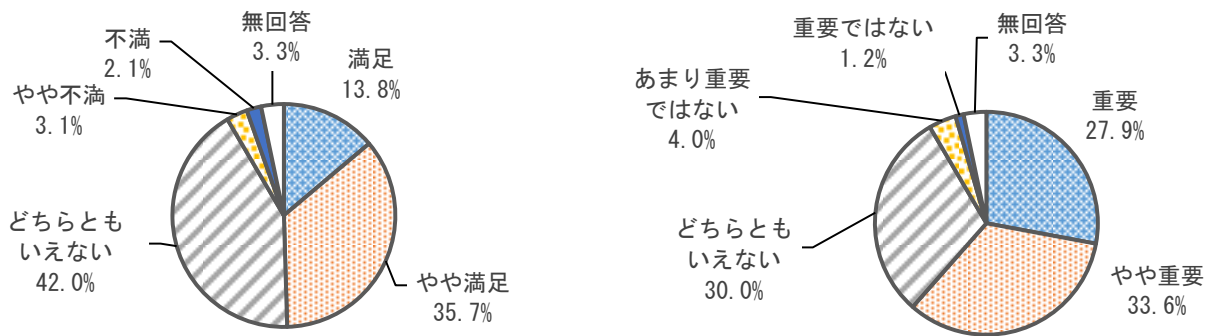 無回答
3.3%
不満
2.1%
満足
13.8%
やや不満
3.1%
どちらとも
いえない
42.0%
やや満足
35.7%
重要ではない
1.2%
無回答
3.3%
あまり重要
ではない
4.0%
重要
27.9%
どちらとも
いえない
30.0%
やや重要
33.6%